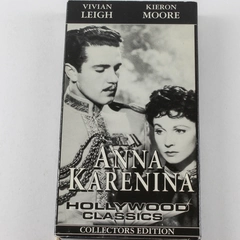 VIVIAN LEIGH KIERON MOORE
ANNA
KARENINA
HOLLYWOOD
CLASSICS
COLLECTORS EDITION